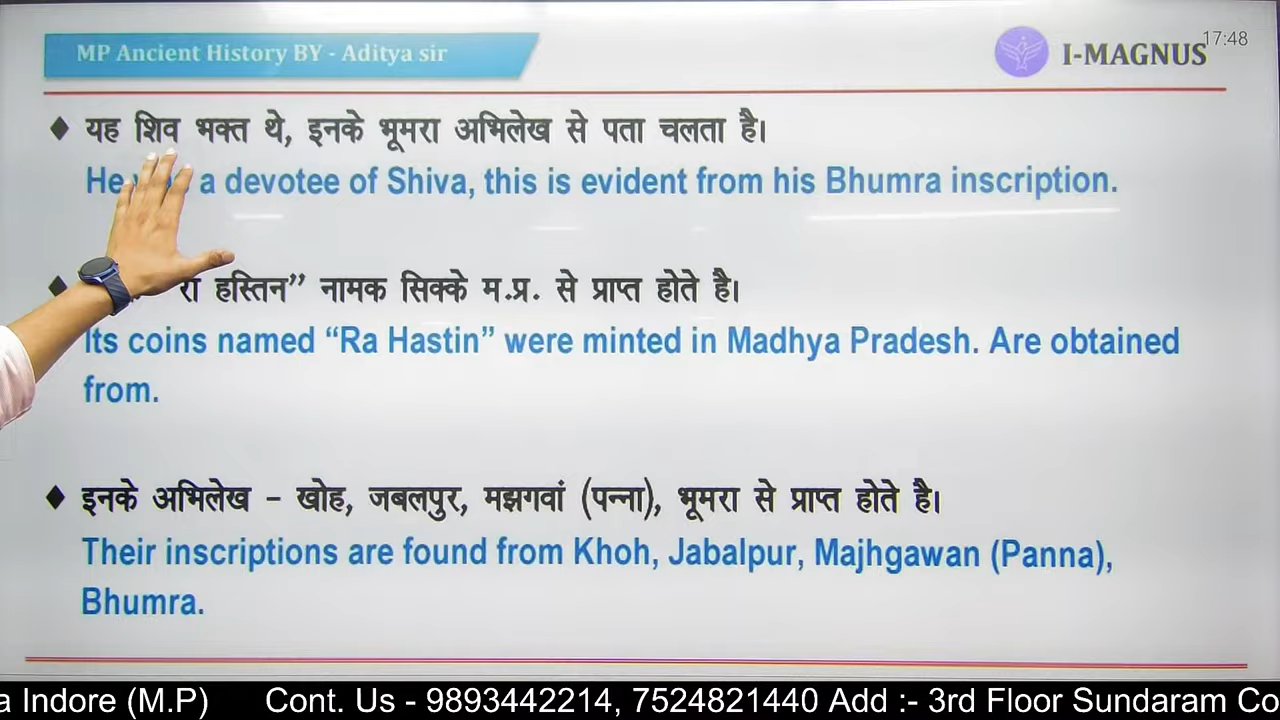 MP Ancient History BY - Aditya sir
I-MAGNUS
17:48
◆ यह शिव भक्त थे, इनके भूमरा अभिलेख से पता चलता है।
He a devotee of Shiva, this is evident from his Bhumra inscription.
◆ रा हस्तिन” नामक सिक्के म.प्र. से प्राप्त होते है।
Its coins named “Ra Hastin” were minted in Madhya Pradesh. Are obtained
from.
◆ इनके अभिलेख – खोह, जबलपुर, मझगवां (पन्ना), भूमरा से प्राप्त होते है।
Their inscriptions are found from Khoh, Jabalpur, Majhgawan (Panna),
Bhumra.
a Indore (M.P) Cont. Us - 9893442214, 7524821440 Add :- 3rd Floor Sundaram Co